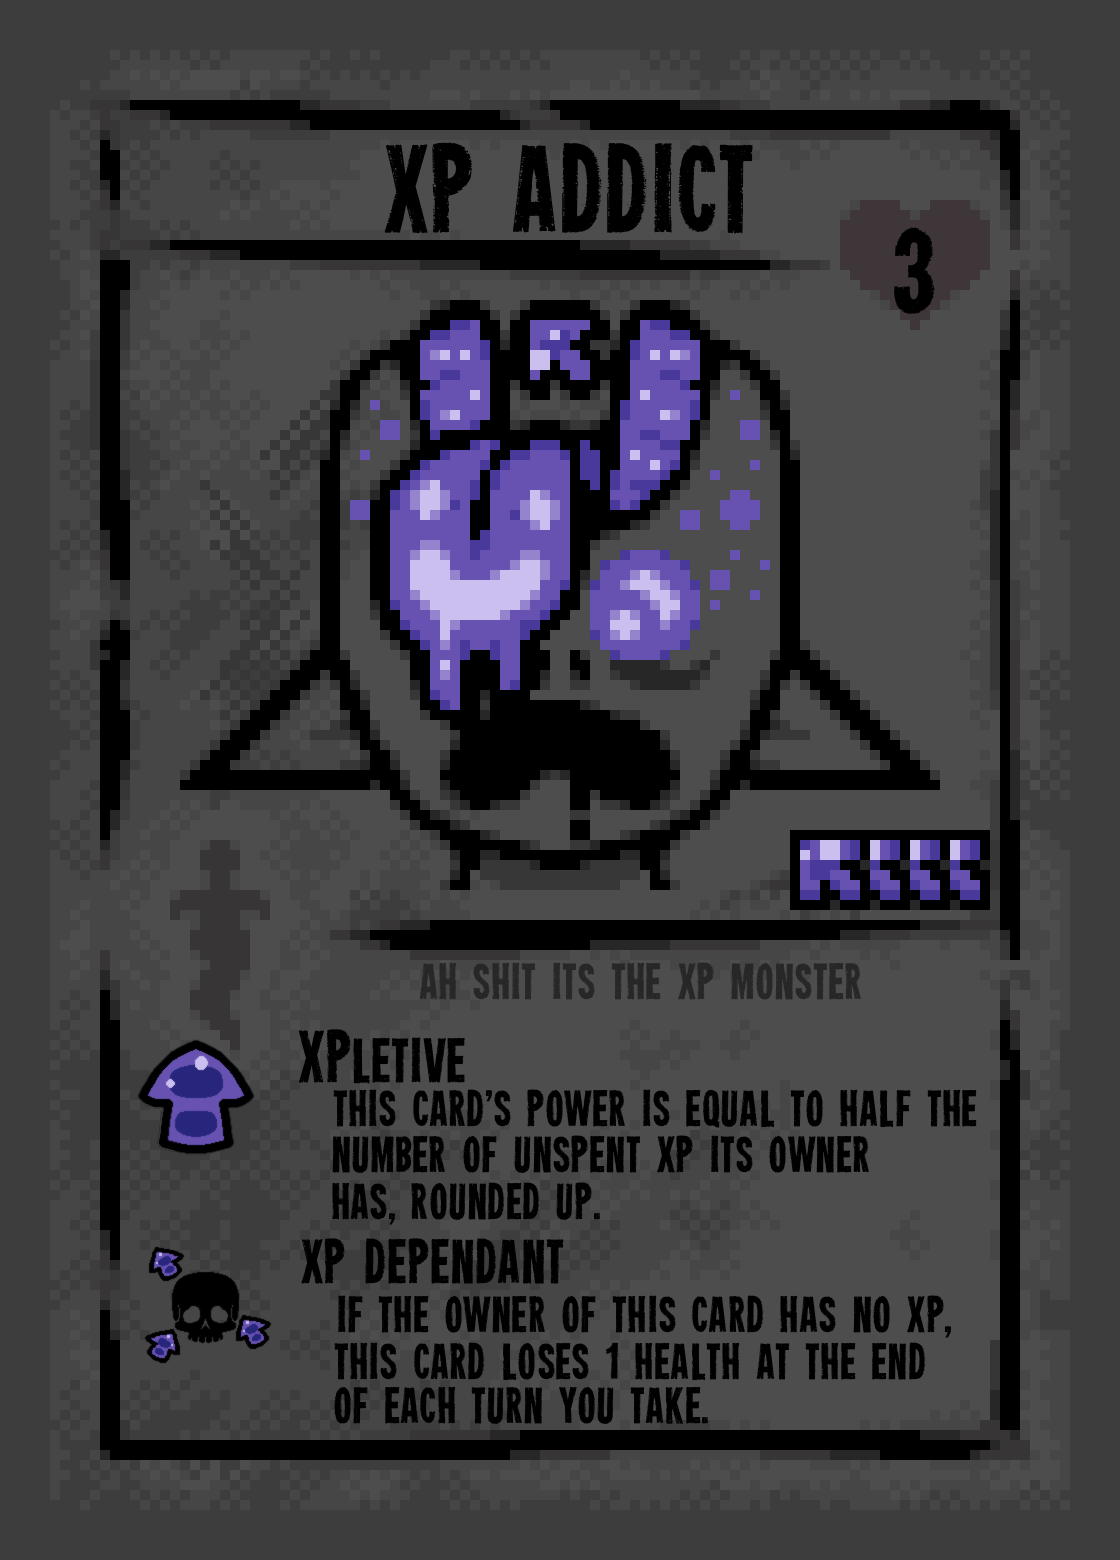 XP ADDICT
3
AH SHIT ITS THE XP MONSTER
XPLETIVE
THIS CARD'S POWER IS EQUAL TO HALF THE
NUMBER OF UNSPENT XP ITS OWNER
HAS, ROUNDED UP.
XP DEPENDANT
IF THE OWNER OF THIS CARD HAS NO XP,
THIS CARD LOSES 1 HEALTH AT THE END
OF EACH TURN YOU TAKE.